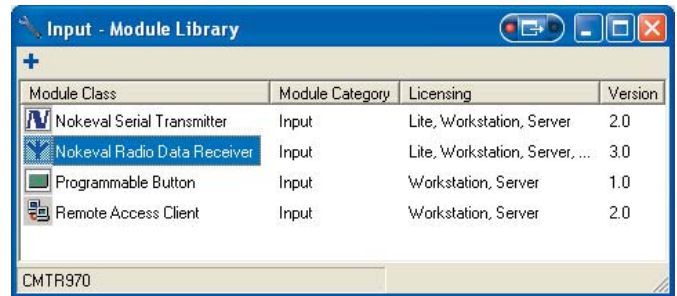 Input - Module Library
Module Class Module Category Licensing Version
Nokeval Serial Transmitter Input Lite, Workstation, Server 2.0
Nokeval Radio Data Receiver Input Lite, Workstation, Server, ... 3.0
Programmable Button Input Workstation, Server 1.0
Remote Access Client Input Workstation, Server 2.0
CMTR970